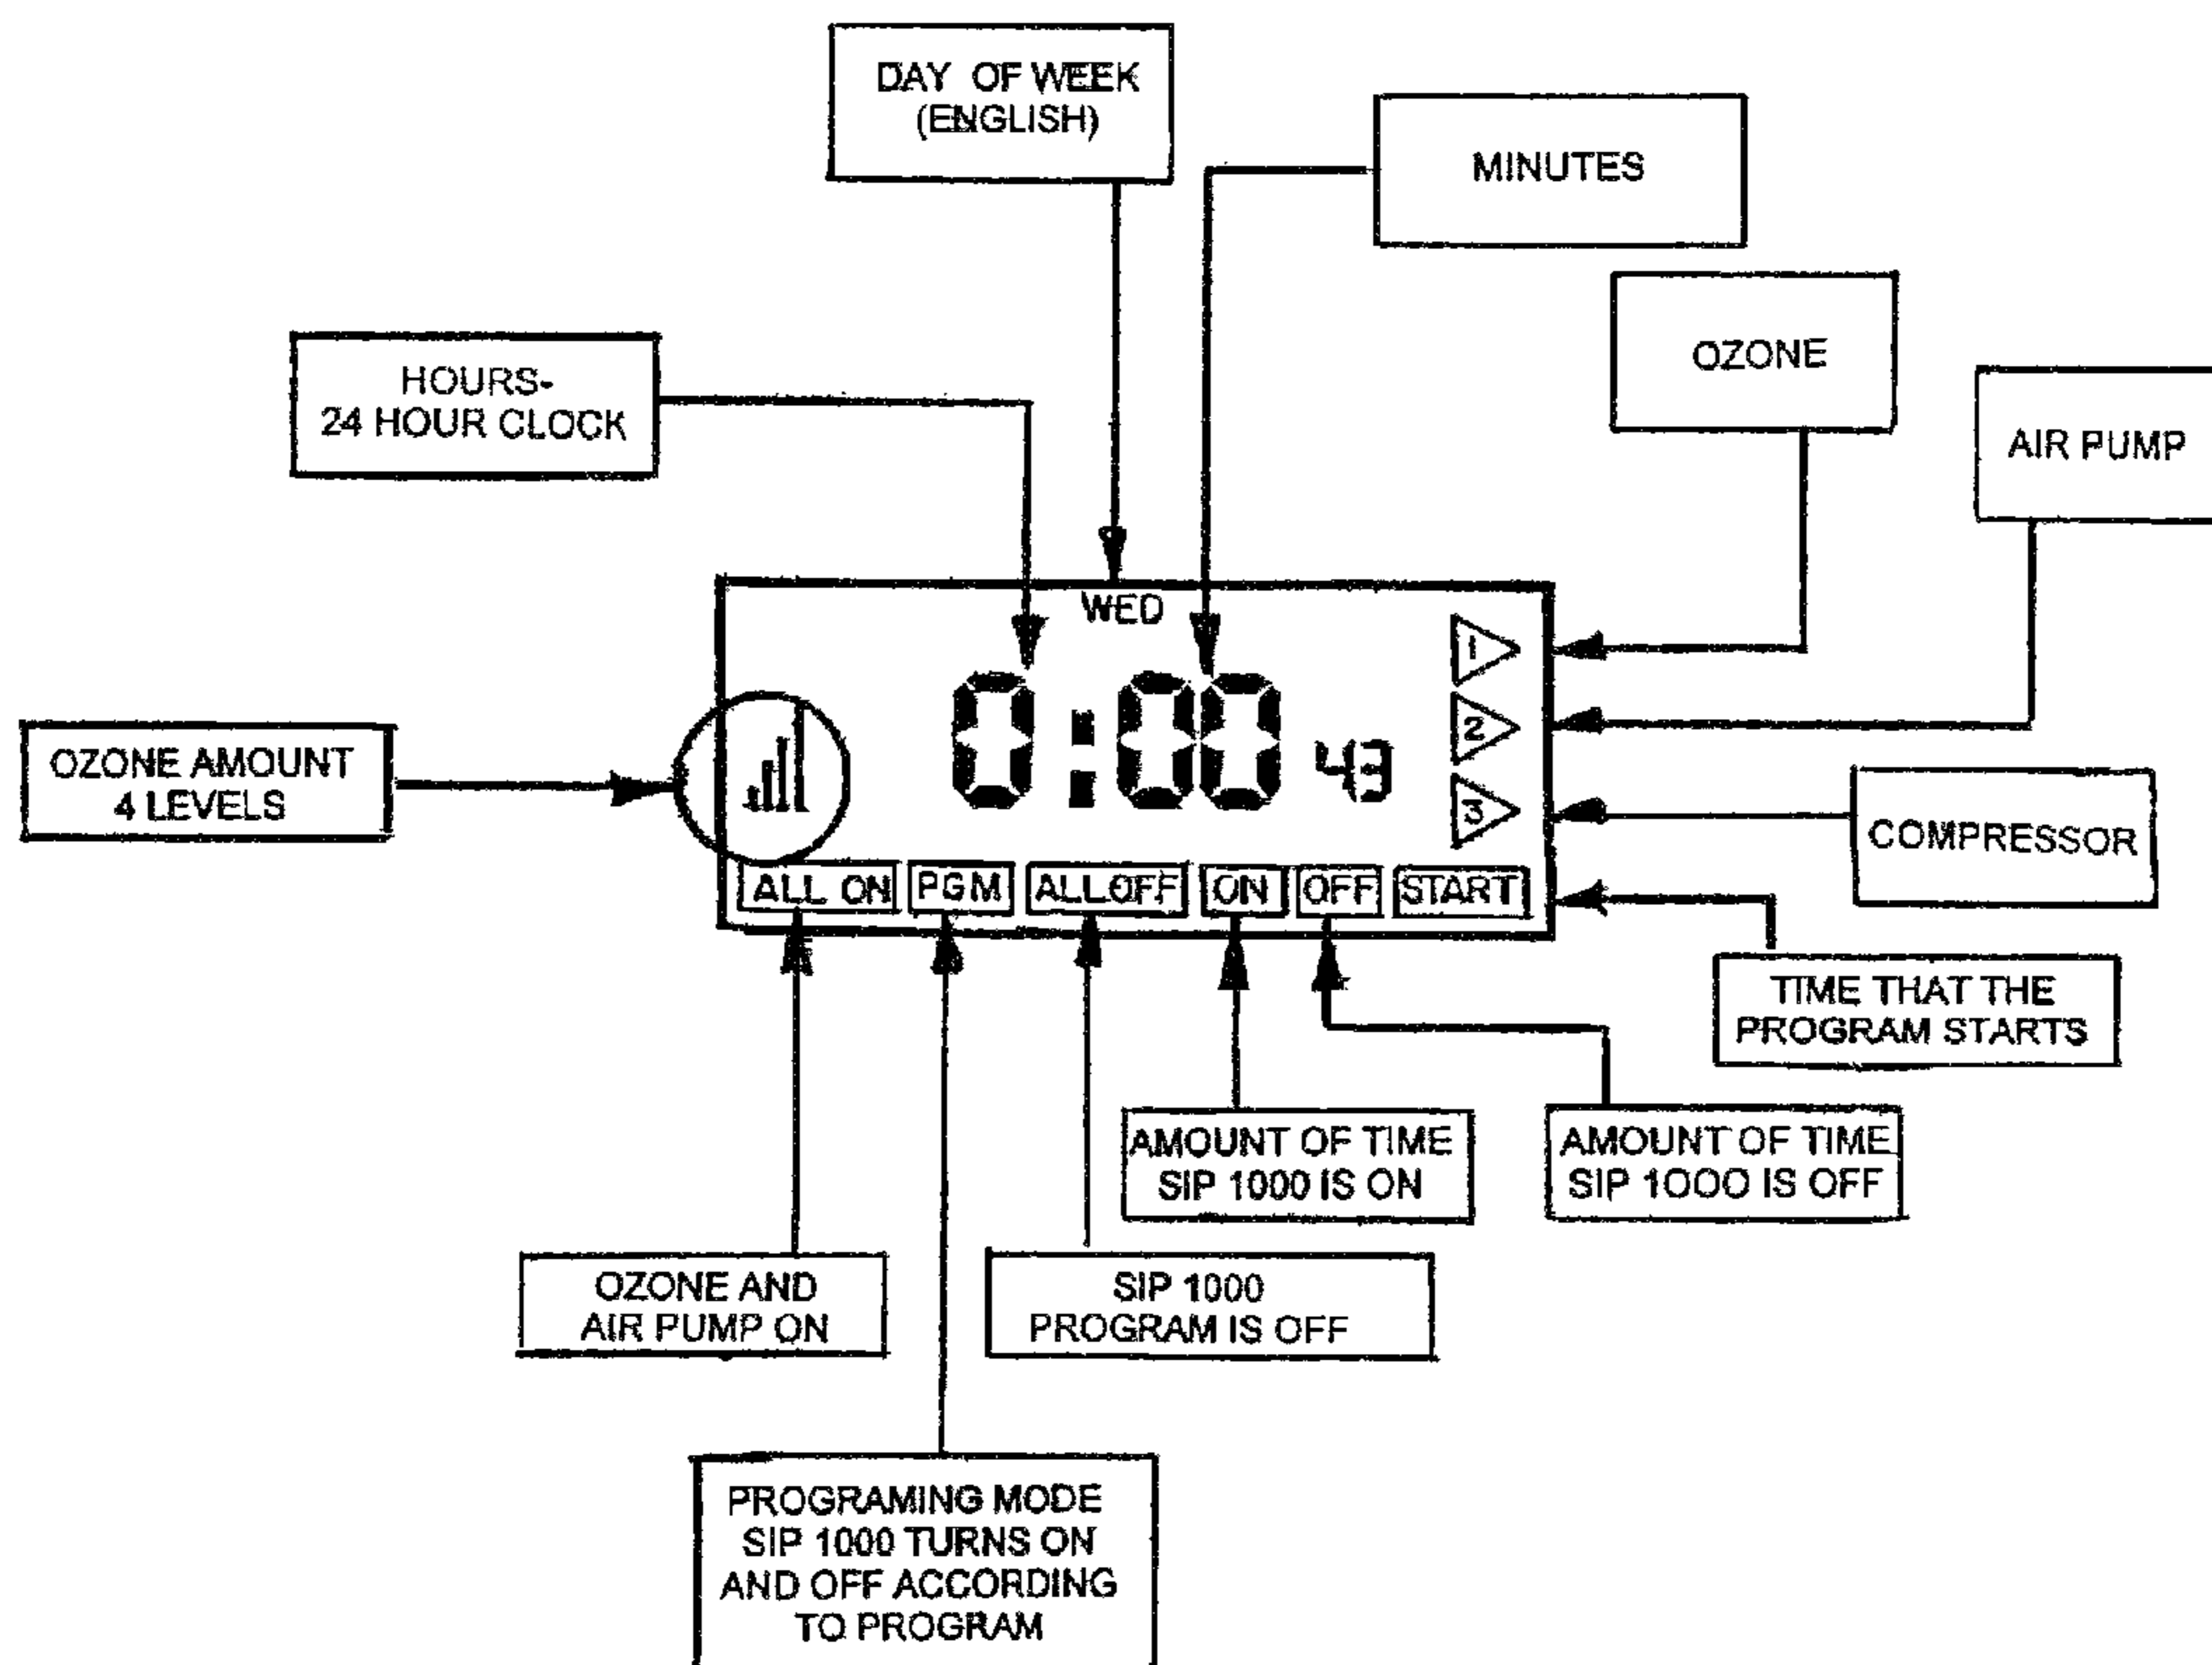 DAY OF WEEK
(ENGLISH)
MINUTES
OZONE
HOURS-
24 HOUR CLOCK
AIR PUMP
WED
0:00 43
1
2
3
OZONE AMOUNT
4 LEVELS
COMPRESSOR
ALL ON PGM ALL OFF ON OFF START
TIME THAT THE
PROGRAM STARTS
AMOUNT OF TIME
SIP 1000 IS ON
AMOUNT OF TIME
SIP 1000 IS OFF
OZONE AND
AIR PUMP ON
SIP 1000
PROGRAM IS OFF
PROGRAMING MODE
SIP 1000 TURNS ON
AND OFF ACCORDING
TO PROGRAM